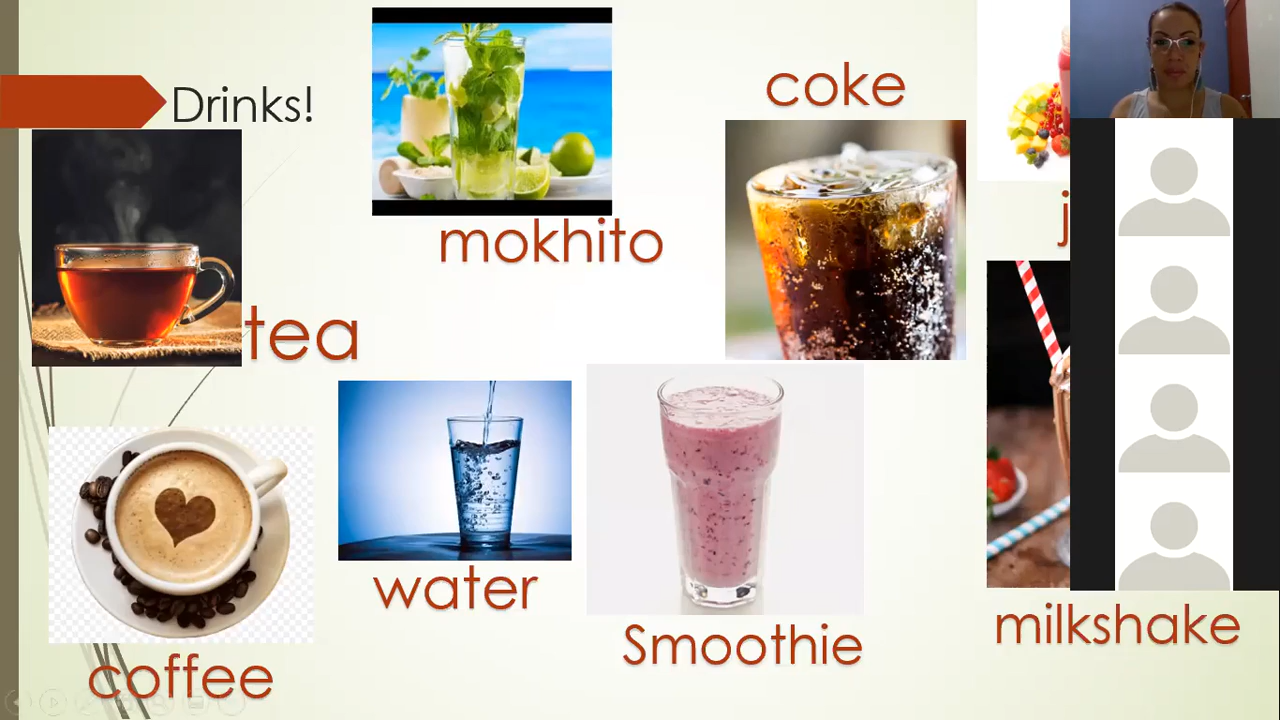 Drinks!
coke
mokhito
tea
water
Smoothie
milkshake
coffee